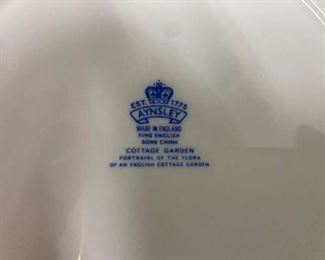 EST. 1775
AYNSLEY
MADE IN ENGLAND
FINE ENGLISH
BONE CHINA
COTTAGE GARDEN
PORTRAYAL OF THE FLORA
OF AN ENGLISH COTTAGE GARDEN